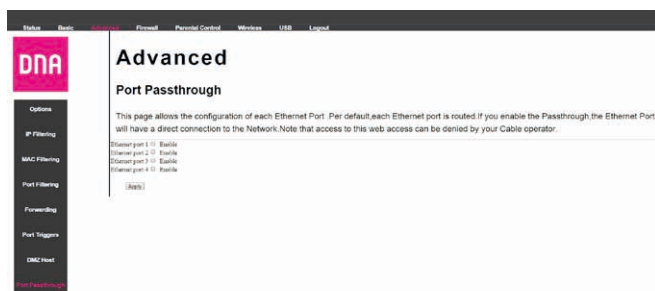 Status Basic Advanced Firewall Parental Control Wireless USB Logout
DNA
Advanced
Port Passthrough
This page allows the configuration of each Ethernet Port .Per default,each Ethernet port is routed.If you enable the Passthrough,the Ethernet Port
will have a direct connection to the Network.Note that access to this web access can be denied by your Cable operator.
Ethernet port 1 Enable
Ethernet port 2 Enable
Ethernet port 3 Enable
Ethernet port 4 Enable
Apply
Options
IP Filtering
MAC Filtering
Port Filtering
Forwarding
Port Triggers
DMZ Host
Port Passthrough